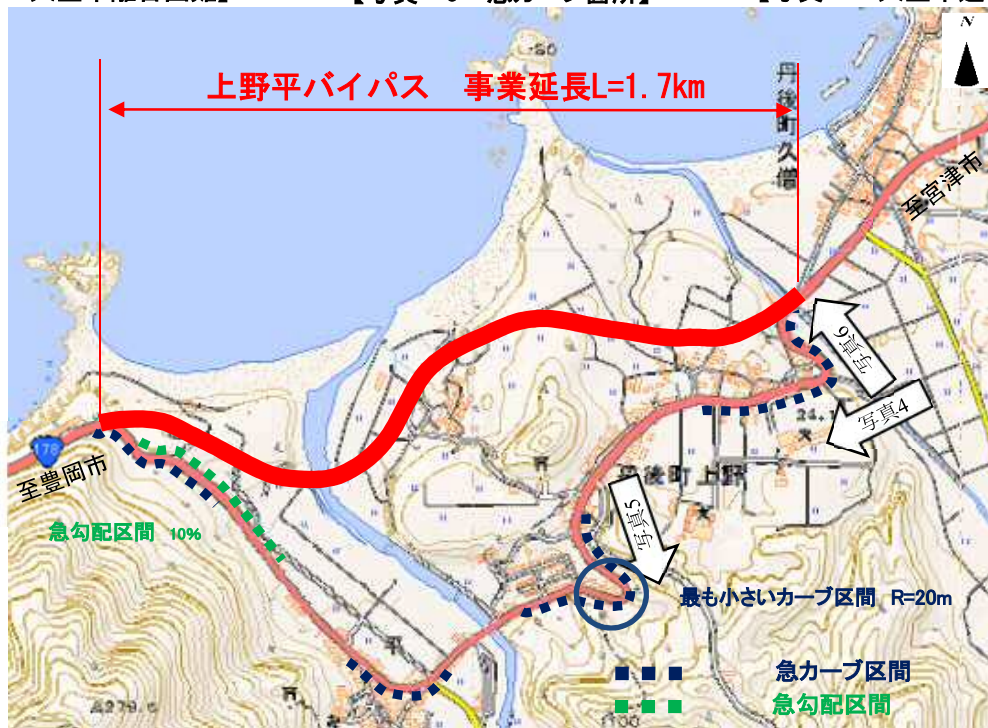 上野平バイパス 事業延長L=1.7km
N
丹後町久僧
至宮津市
写真6
写真4
24.1
178
至豊岡市
丹後町上野
写真5
急勾配区間 10%
最も小さいカーブ区間 R=20m
急カーブ区間
急勾配区間